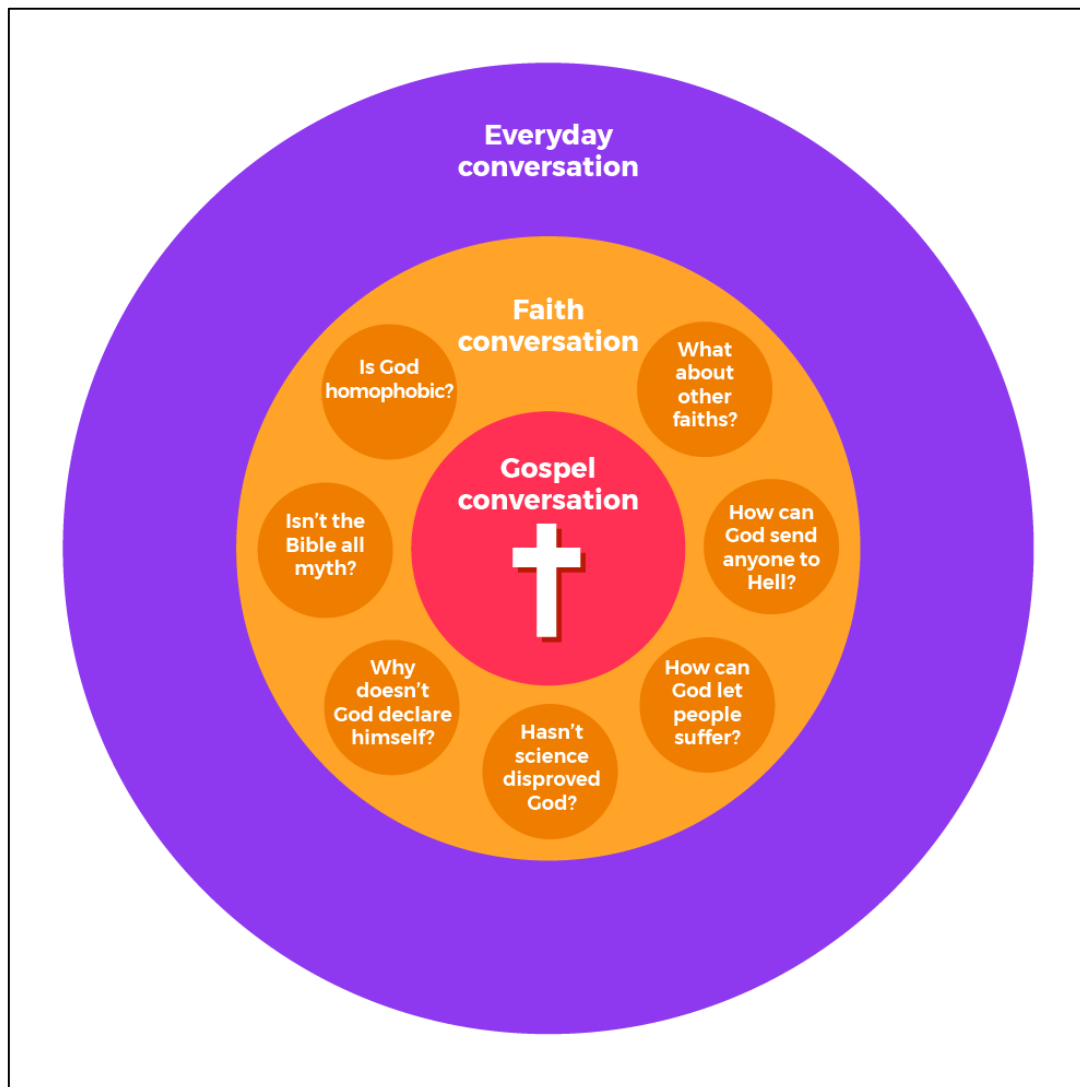 Everyday
conversation
Faith
conversation
Is God
homophobic?
What
about
other
faiths?
Gospel
conversation
Isn’t the
Bible all
myth?
How can
God send
anyone to
Hell?
Why
doesn’t
God declare
himself?
How can
God let
people
suffer?
Hasn’t
science
disproved
God?